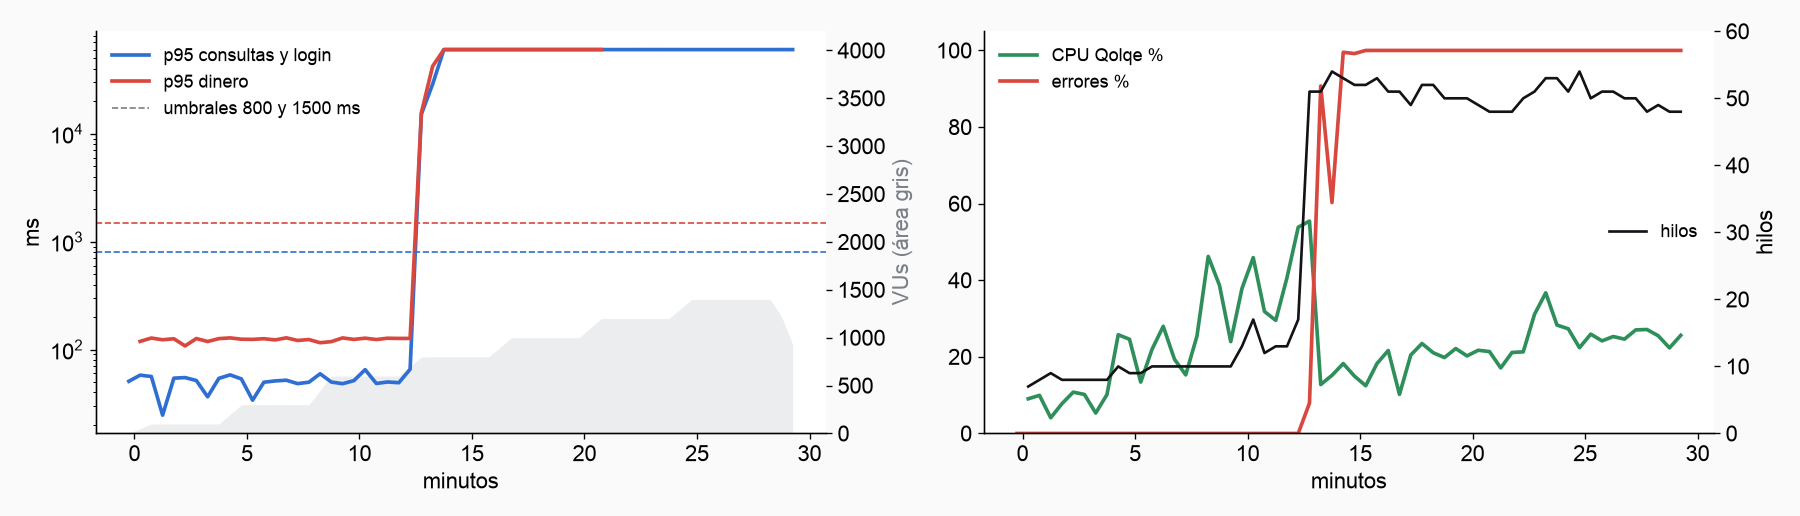 p95 consultas y login
p95 dinero
umbrales 800 y 1500 ms
ms
10^4
10^3
10^2
4000
3500
3000
2500
2000
1500
1000
500
0
VUs (área gris)
0 5 10 15 20 25 30
minutos
CPU Qolqe %
errores %
hilos
100
80
60
40
20
0
60
50
40
30
20
10
0
hilos
0 5 10 15 20 25 30
minutos